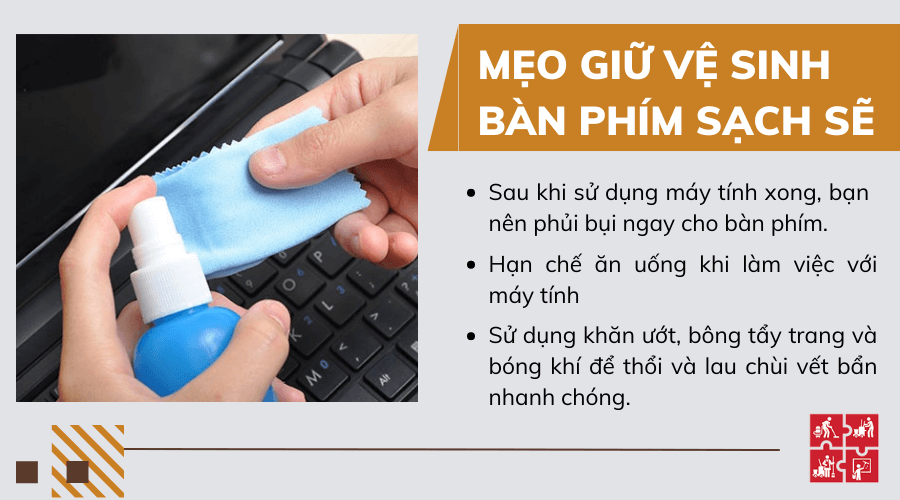 MẸO GIỮ VỆ SINH
BÀN PHÍM SẠCH SẼ
Sau khi sử dụng máy tính xong, bạn
nên phủi bụi ngay cho bàn phím.
Hạn chế ăn uống khi làm việc với
máy tính
Sử dụng khăn ướt, bông tẩy trang và
bóng khí để thổi và lau chùi vết bẩn
nhanh chóng.
O
P
M
Alt